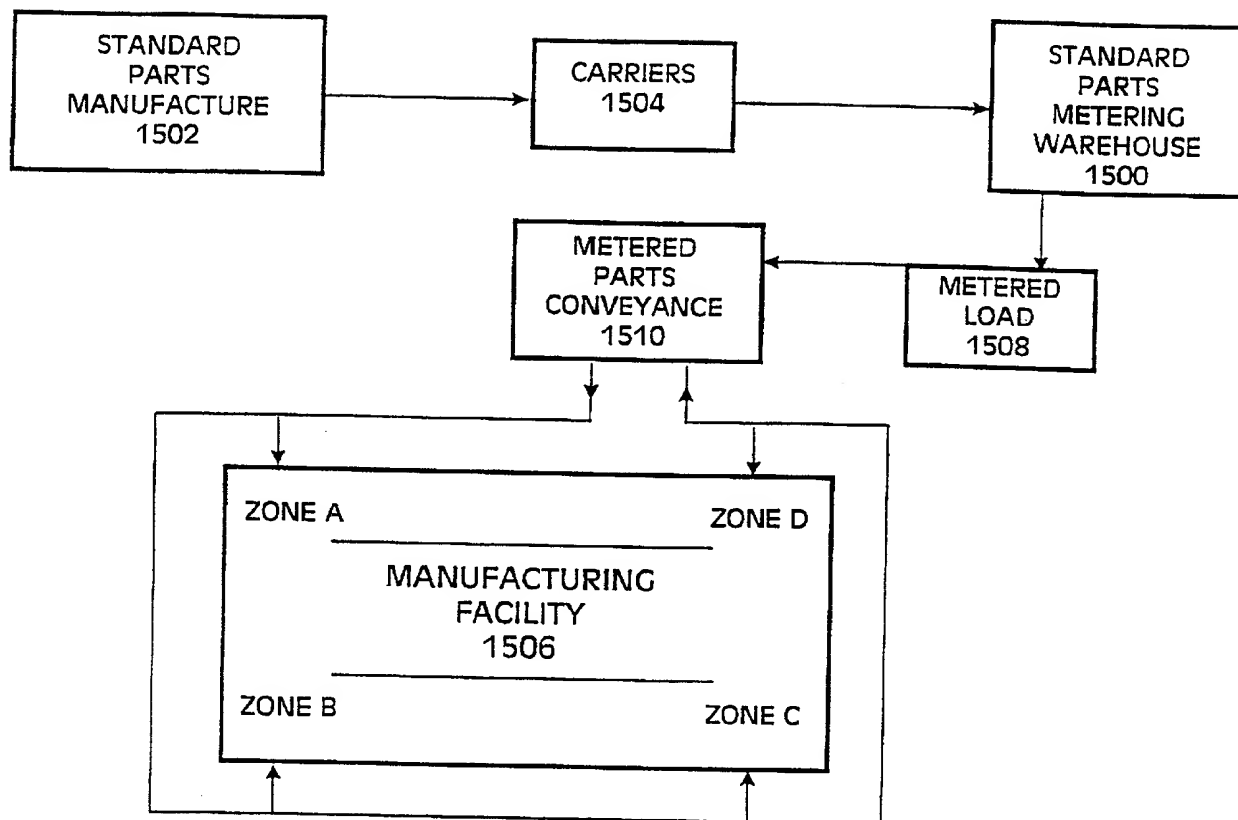 STANDARD
PARTS
MANUFACTURE
1502
CARRIERS
1504
STANDARD
PARTS
METERING
WAREHOUSE
1500
METERED
PARTS
CONVEYANCE
1510
METERED
LOAD
1508
ZONE A
ZONE D
MANUFACTURING
FACILITY
1506
ZONE B
ZONE C